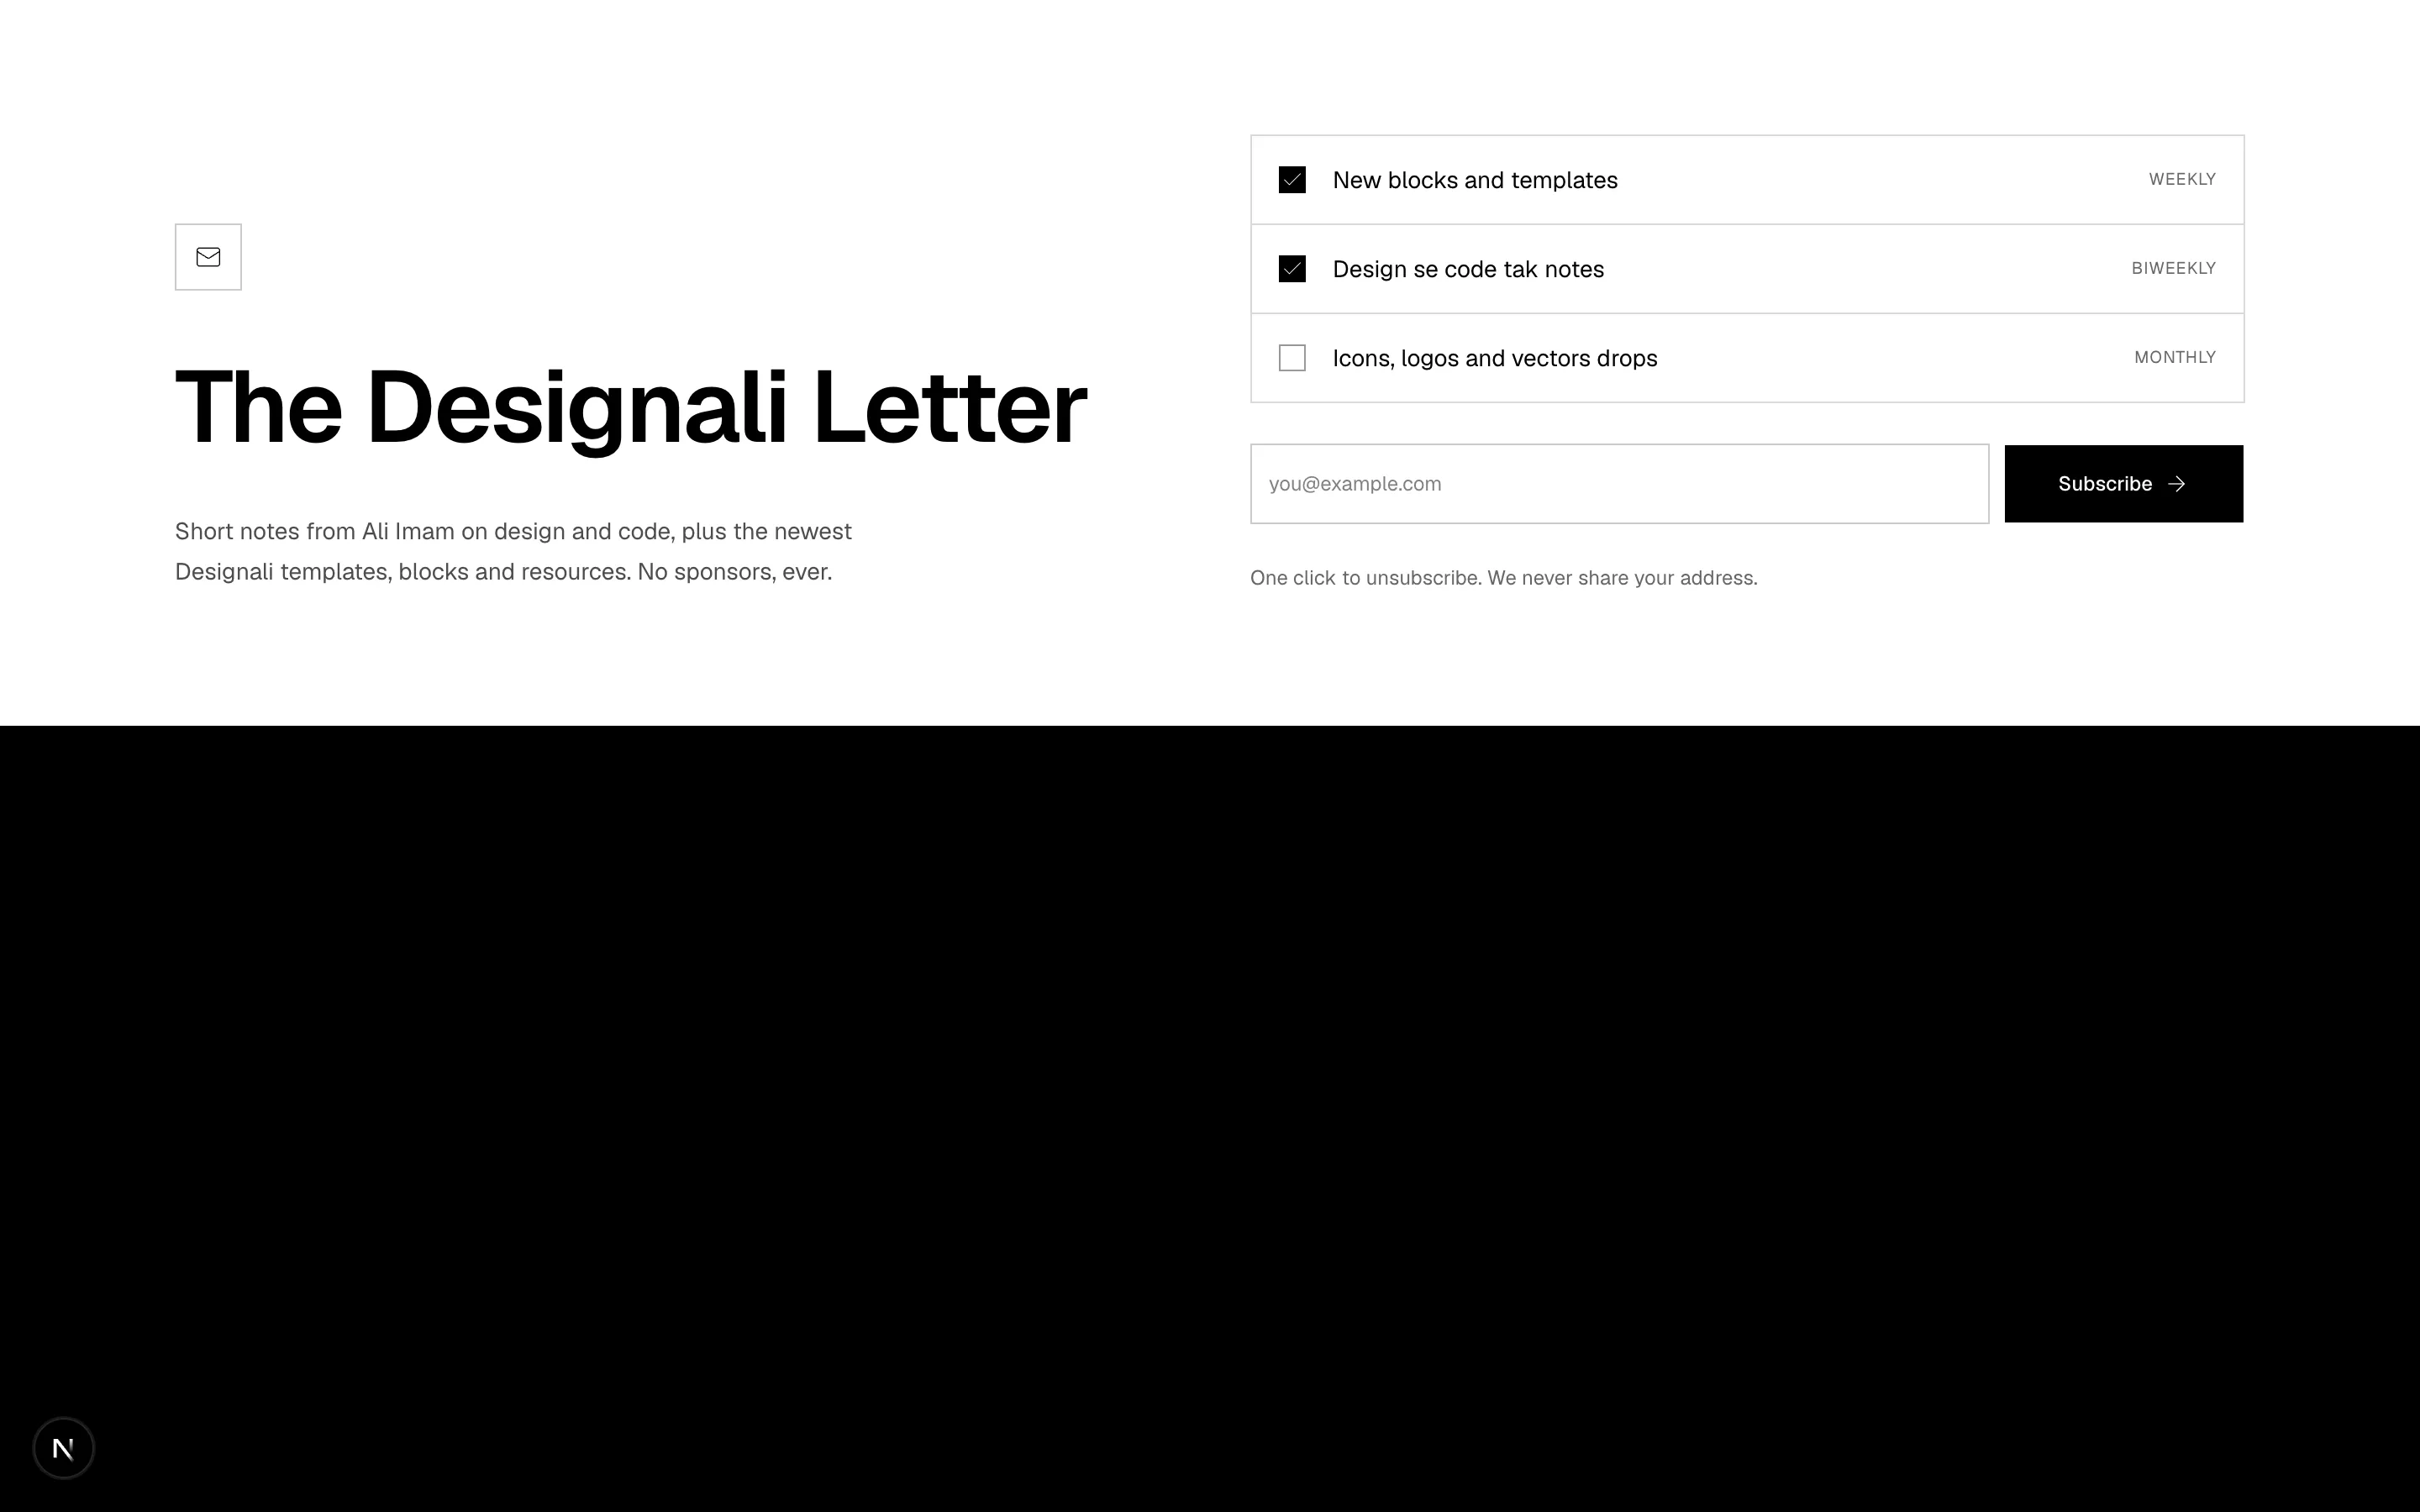 The Designali Letter
Short notes from Ali Imam on design and code, plus the newest
Designali templates, blocks and resources. No sponsors, ever.
New blocks and templates WEEKLY
Design se code tak notes BIWEEKLY
Icons, logos and vectors drops MONTHLY
you@example.com
Subscribe
One click to unsubscribe. We never share your address.
N